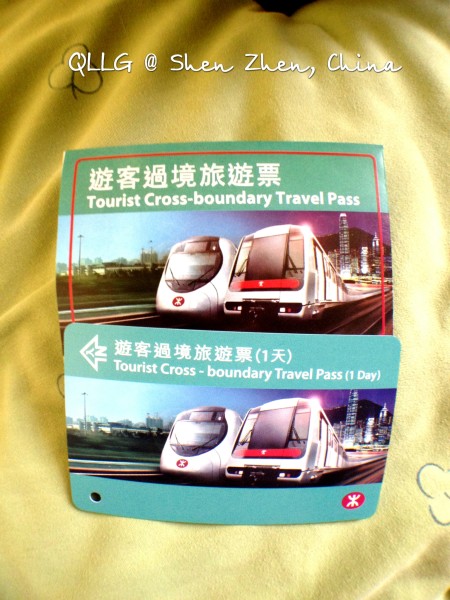 QLLG @ Shen Zhen, China
遊客過境旅遊票
Tourist Cross-boundary Travel Pass
遊客過境旅遊票(1天)
Tourist Cross - boundary Travel Pass (1 Day)